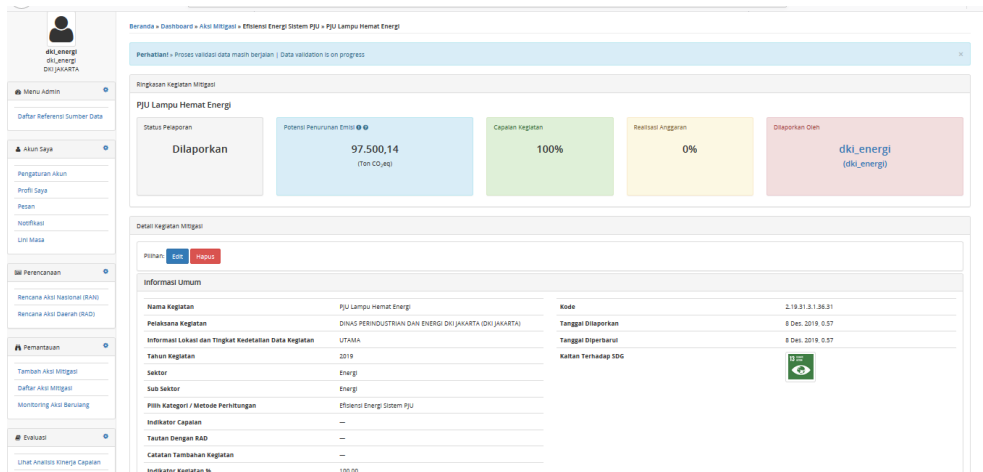 dki_energi
dki_energi
DKI JAKARTA
Menu Admin
Daftar Referensi Sumber Data
Akun Saya
Pengaturan Akun
Profil Saya
Pesan
Notifikasi
Lini Masa
Perencanaan
Rencana Aksi Nasional (RAN)
Rencana Aksi Daerah (RAD)
Pemantauan
Tambah Aksi Mitigasi
Daftar Aksi Mitigasi
Monitoring Aksi Berulang
Evaluasi
Lihat Analisis Kinerja Capaian
Beranda » Dashboard » Aksi Mitigasi » Efisiensi Energi Sistem PJU » PJU Lampu Hemat Energi
Perhatian! » Proses validasi data masih berjalan | Data validation is on progress ×
Ringkasan Kegiatan Mitigasi
PJU Lampu Hemat Energi
Status Pelaporan
Dilaporkan
Potensi Penurunan Emisi
97.500,14
(Ton CO₂eq)
Capaian Kegiatan
100%
Realisasi Anggaran
0%
Dilaporkan Oleh
dki_energi
(dki_energi)
Detail Kegiatan Mitigasi
Pilihan: Edit Hapus
Informasi Umum
Nama Kegiatan PJU Lampu Hemat Energi
Pelaksana Kegiatan DINAS PERINDUSTRIAN DAN ENERGI DKI JAKARTA (DKI JAKARTA)
Informasi Lokasi dan Tingkat Kedetailan Data Kegiatan UTAMA
Tahun Kegiatan 2019
Sektor Energi
Sub Sektor Energi
Pilih Kategori / Metode Perhitungan Efisiensi Energi Sistem PJU
Indikator Capaian —
Tautan Dengan RAD —
Catatan Tambahan Kegiatan —
Indikator Kegiatan % 100.00
Kode 2.19.31.3.1.36.31
Tanggal Dilaporkan 8 Des. 2019, 0.57
Tanggal Diperbarui 8 Des. 2019, 0.57
Kaitan Terhadap SDG
13